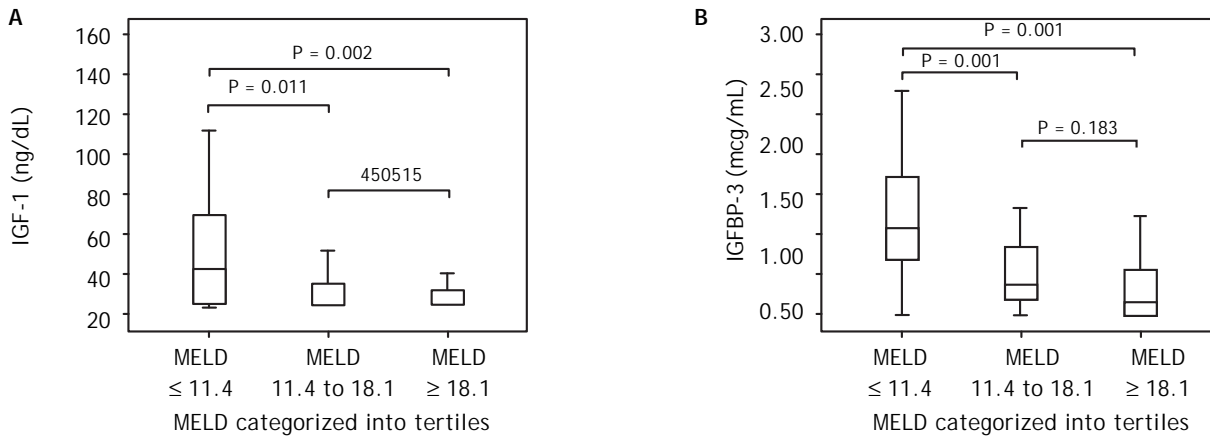 A
IGF-1 (ng/dL)
160
140
120
100
80
60
40
20
P = 0.002
P = 0.011
450515
MELD
≤ 11.4
MELD
11.4 to 18.1
MELD
≥ 18.1
MELD categorized into tertiles
B
IGFBP-3 (mcg/mL)
3.00
2.50
2.00
1.50
1.00
0.50
P = 0.001
P = 0.001
P = 0.183
MELD
≤ 11.4
MELD
11.4 to 18.1
MELD
≥ 18.1
MELD categorized into tertiles